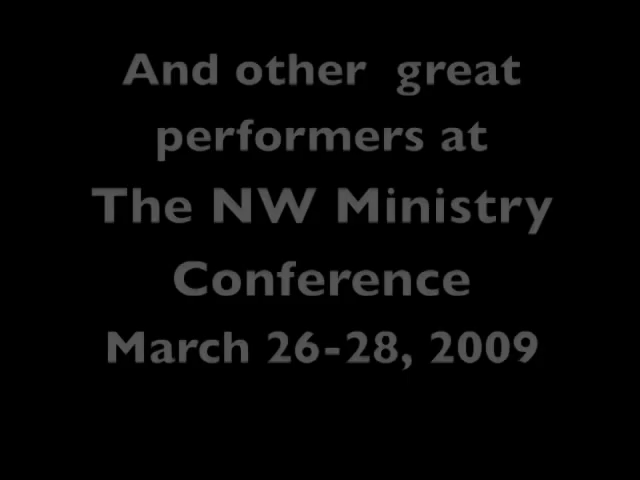 And other  great
performers at
The NW Ministry
Conference
March 26-28, 2009